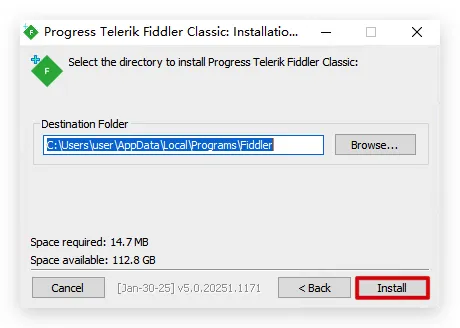 Progress Telerik Fiddler Classic: Installatio...
F
Select the directory to install Progress Telerik Fiddler Classic:
Destination Folder
C:\Users\user\AppData\Local\Programs\Fiddler
Browse...
Space required: 14.7 MB
Space available: 112.8 GB
Cancel
[Jan-30-25] v5.0.20251.1171
< Back
Install